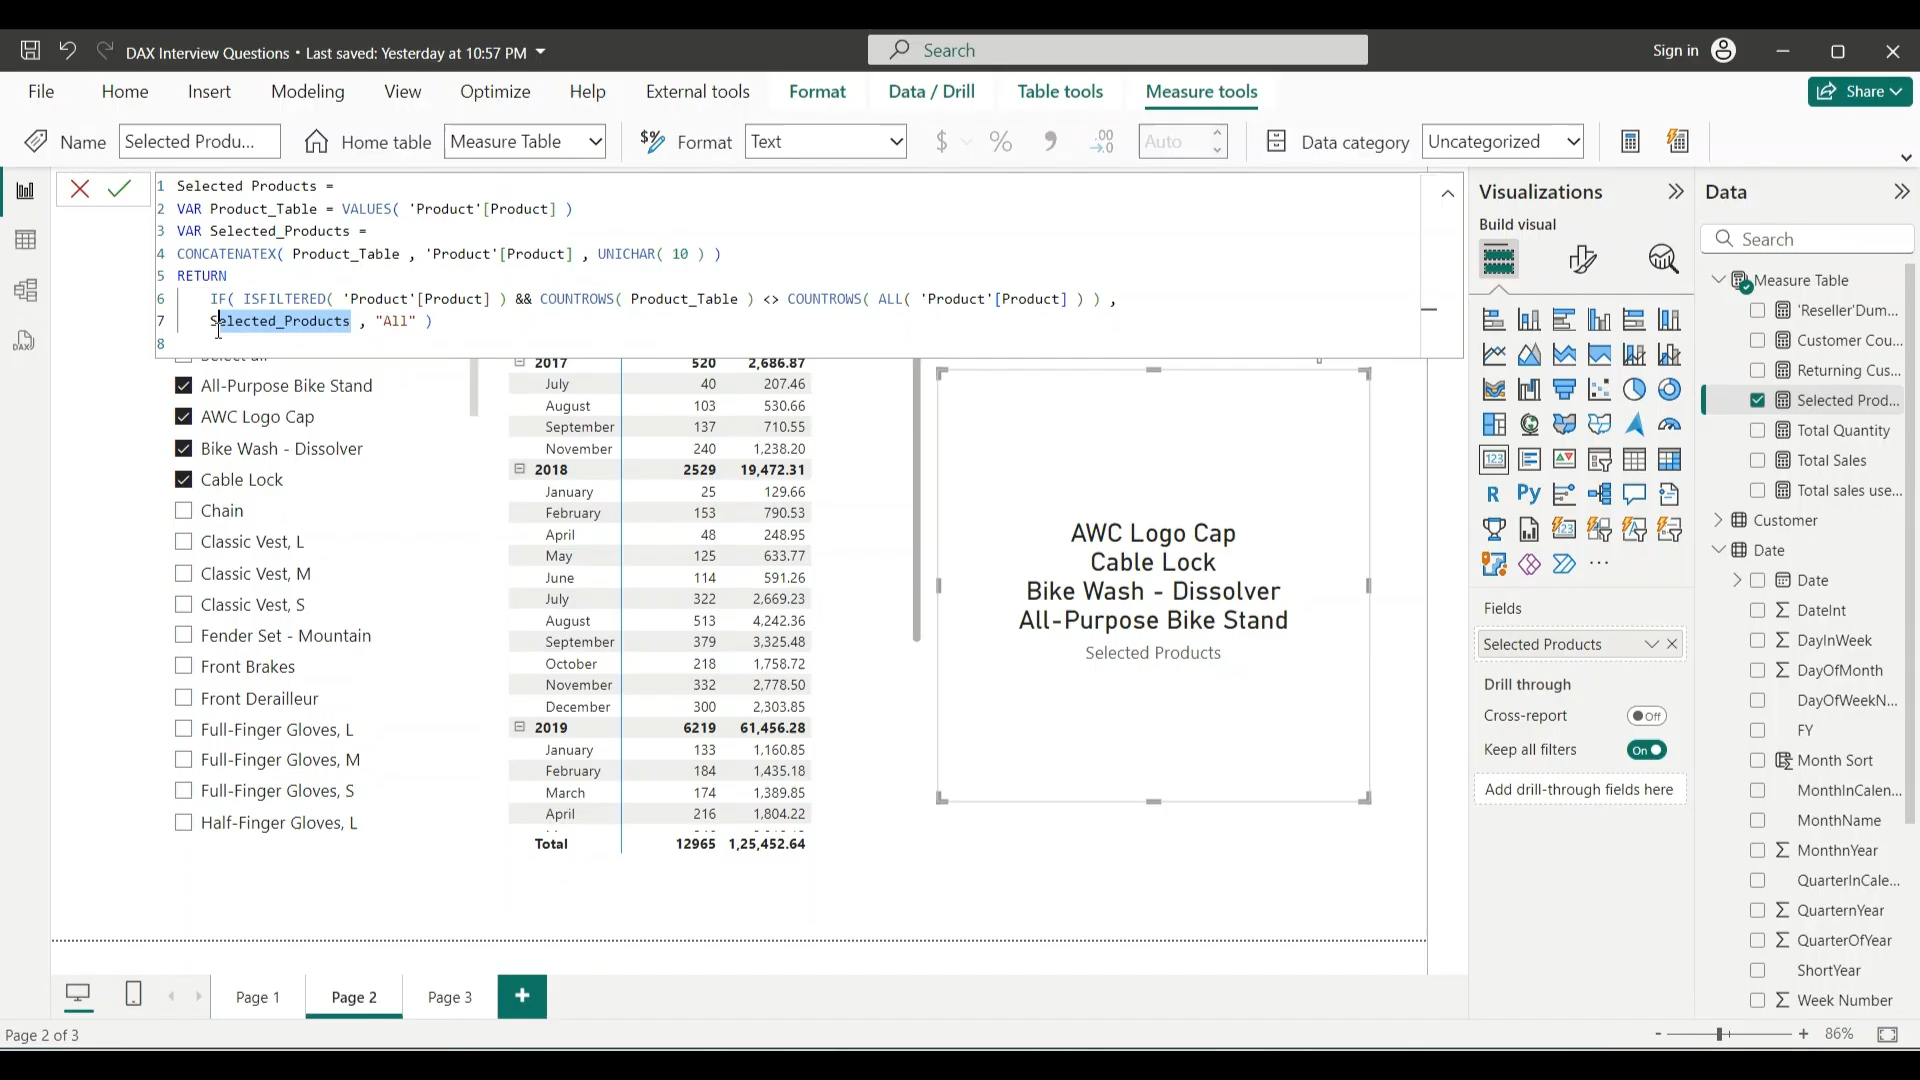 DAX Interview Questions • Last saved: Yesterday at 10:57 PM
Search
Sign in
File Home Insert Modeling View Optimize Help External tools Format Data / Drill Table tools Measure tools
Share
Name Selected Produ... Home table Measure Table Format Text $ % 9 .00 Auto Data category Uncategorized
1 Selected Products =
2 VAR Product_Table = VALUES( 'Product'[Product] )
3 VAR Selected_Products =
4 CONCATENATEX( Product_Table , 'Product'[Product] , UNICHAR( 10 ) )
5 RETURN
6 IF( ISFILTERED( 'Product'[Product] ) && COUNTROWS( Product_Table ) <> COUNTROWS( ALL( 'Product'[Product] ) ) ,
7 Selected_Products , "All" )
8
All-Purpose Bike Stand
AWC Logo Cap
Bike Wash - Dissolver
Cable Lock
Chain
Classic Vest, L
Classic Vest, M
Classic Vest, S
Fender Set - Mountain
Front Brakes
Front Derailleur
Full-Finger Gloves, L
Full-Finger Gloves, M
Full-Finger Gloves, S
Half-Finger Gloves, L
2017 520 2,686.87
July 40 207.46
August 103 530.66
September 137 710.55
November 240 1,238.20
2018 2529 19,472.31
January 25 129.66
February 153 790.53
April 48 248.95
May 125 633.77
June 114 591.26
July 322 2,669.23
August 513 4,242.36
September 379 3,325.48
October 218 1,758.72
November 332 2,778.50
December 300 2,303.85
2019 6219 61,456.28
January 133 1,160.85
February 184 1,435.18
March 174 1,389.85
April 216 1,804.22
Total 12965 1,25,452.64
AWC Logo Cap
Cable Lock
Bike Wash - Dissolver
All-Purpose Bike Stand
Selected Products
Visualizations
Build visual
123
R Py
123
Fields
Selected Products
Drill through
Cross-report Off
Keep all filters On
Add drill-through fields here
Data
Search
Measure Table
'Reseller'Dum...
Customer Cou...
Returning Cus...
Selected Prod...
Total Quantity
Total Sales
Total sales use...
Customer
Date
Date
DateInt
DayInWeek
DayOfMonth
DayOfWeekN...
FY
Month Sort
MonthInCalen...
MonthName
MonthnYear
QuarterInCale...
QuarternYear
QuarterOfYear
ShortYear
Week Number
DAX
Page 1 Page 2 Page 3 +
Page 2 of 3
- + 86%